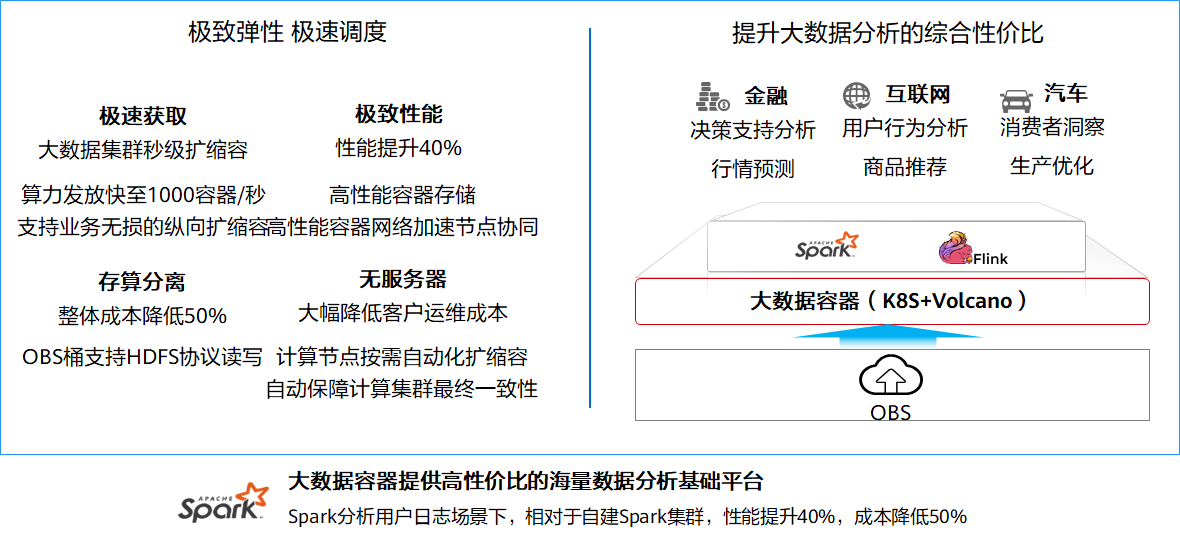 极致弹性 极速调度
极速获取
大数据集群秒级扩缩容
算力发放快至1000容器/秒
支持业务无损的纵向扩缩容
极致性能
性能提升40%
高性能容器存储
高性能容器网络加速节点协同
存算分离
整体成本降低50%
OBS桶支持HDFS协议读写
无服务器
大幅降低客户运维成本
计算节点按需自动化扩缩容
自动保障计算集群最终一致性
提升大数据分析的综合性价比
金融
决策支持分析
行情预测
互联网
用户行为分析
商品推荐
汽车
消费者洞察
生产优化
APACHE
Spark
Flink
大数据容器（K8S+Volcano）
OBS
APACHE
Spark
大数据容器提供高性价比的海量数据分析基础平台
Spark分析用户日志场景下，相对于自建Spark集群，性能提升40%，成本降低50%